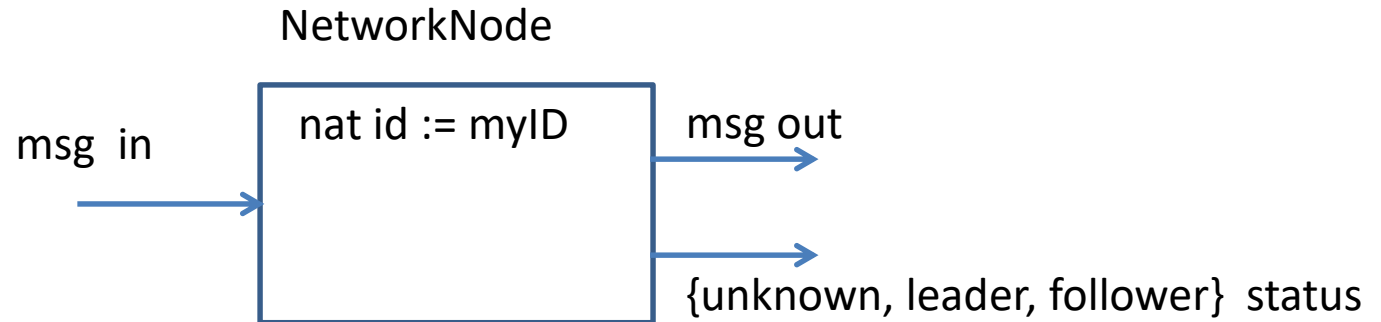 NetworkNode
msg in
nat id := myID
msg out
{unknown, leader, follower} status